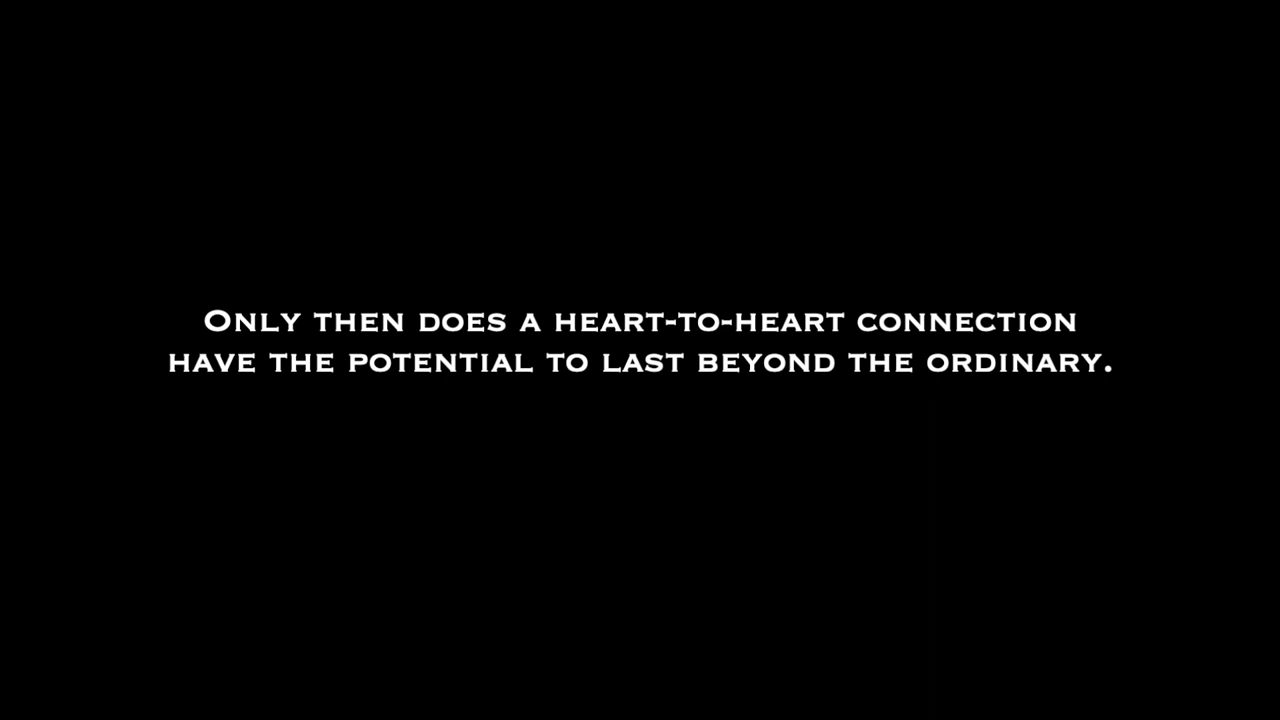 Only then does a heart-to-heart connection
have the potential to last beyond the ordinary.